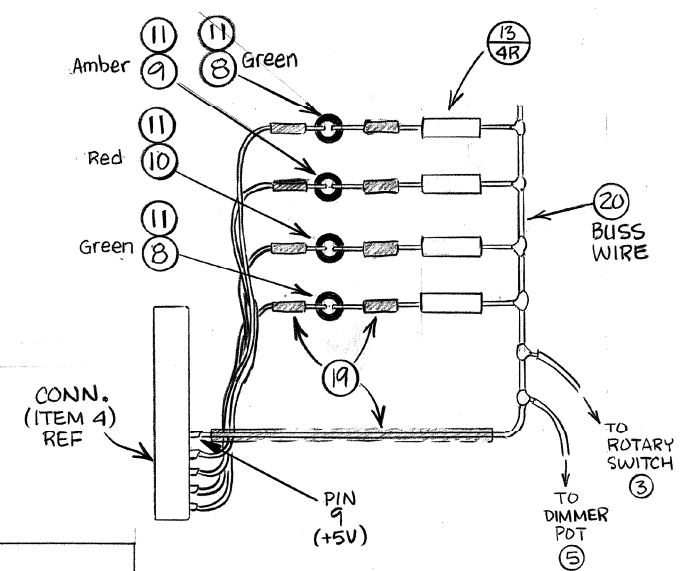 11 11
Amber 9 8 Green
13
4R
11
Red 10
11
Green 8
20
BUSS
WIRE
19
CONN.
(ITEM 4)
REF
PIN
9
(+5V)
TO
ROTARY
SWITCH
3
TO
DIMMER
POT
5